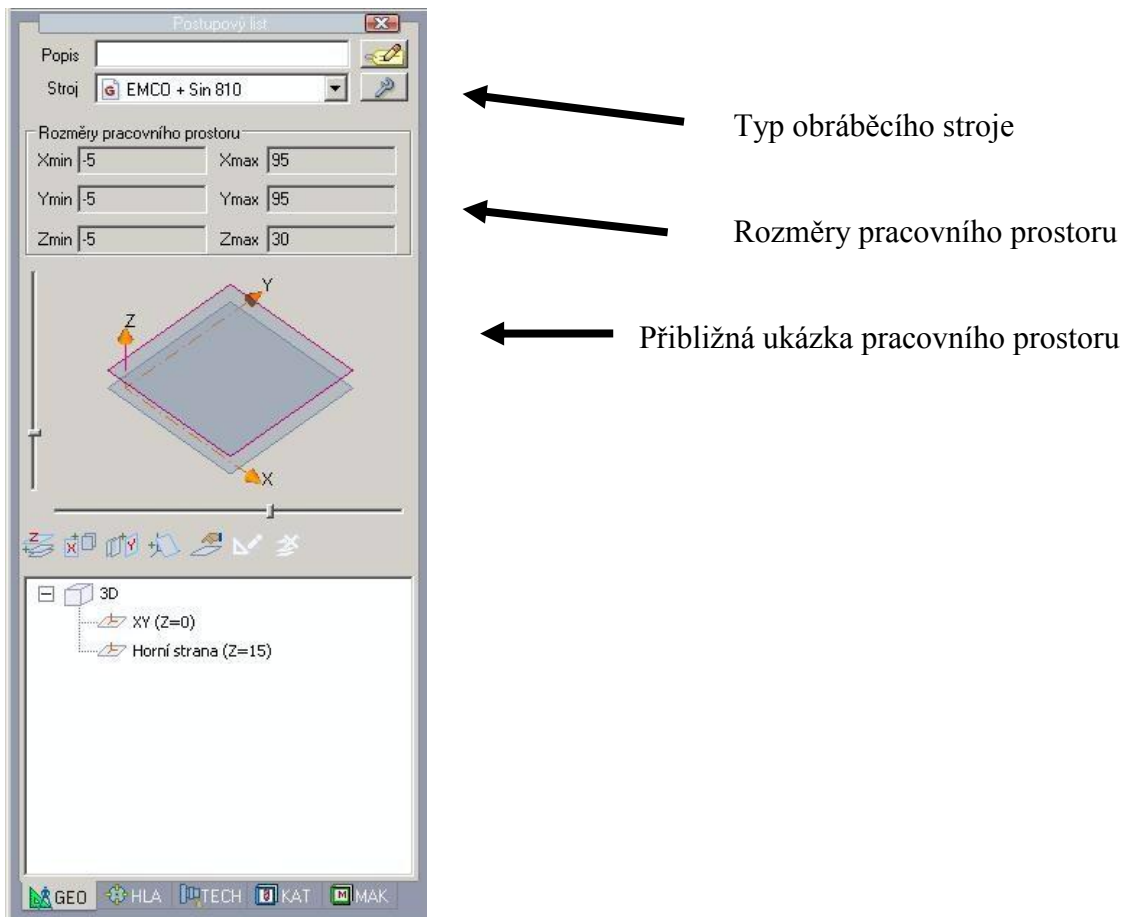 Postupový list
Popis
Stroj G EMCO + Sin 810
Rozměry pracovního prostoru
Xmin -5 Xmax 95
Ymin -5 Ymax 95
Zmin -5 Zmax 30
Y
Z
X
Z X Y
3D
XY (Z=0)
Horní strana (Z=15)
GEO HLA TECH KAT M MAK
Typ obráběcího stroje
Rozměry pracovního prostoru
Přibližná ukázka pracovního prostoru